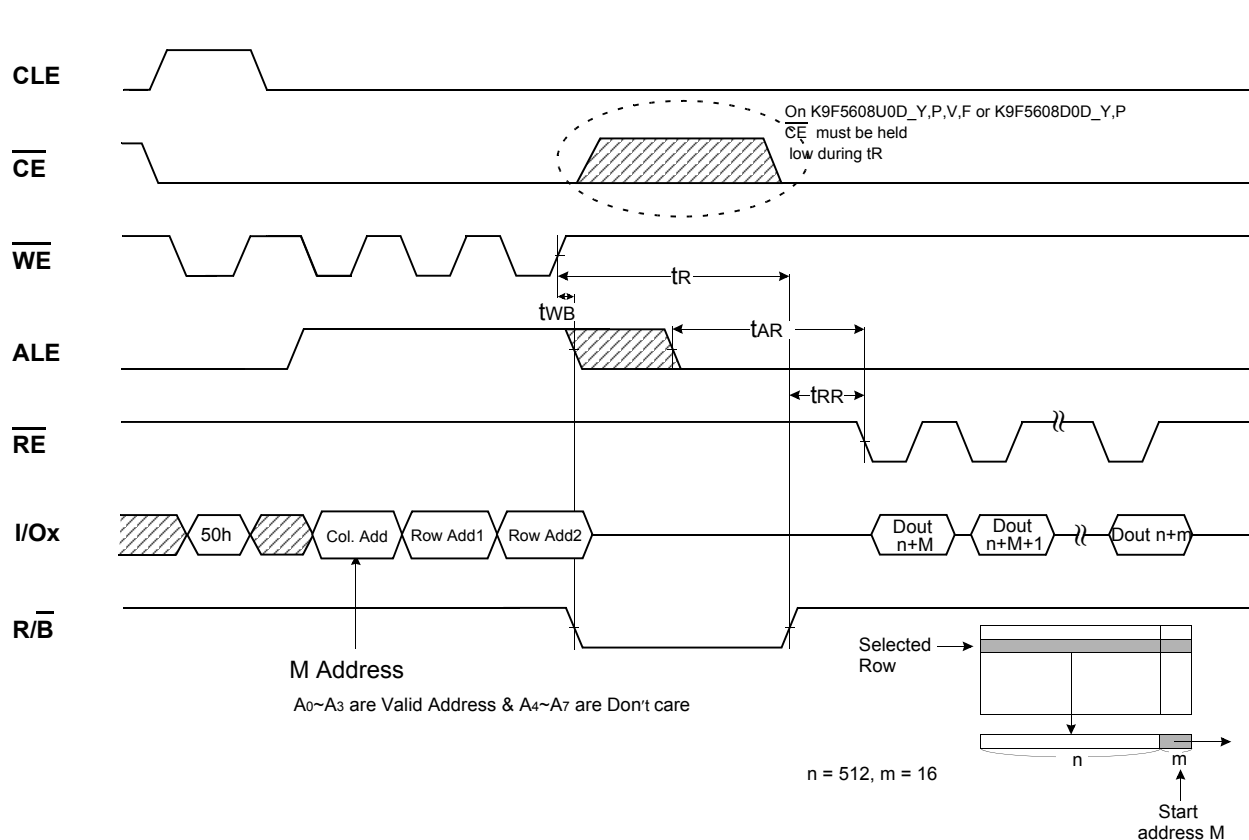 CLE
On K9F5608U0D_Y,P,V,F or K9F5608D0D_Y,P
CE must be held
low during tR
CE
WE
tR
tWB
tAR
ALE
tRR
RE
I/Ox
50h
Col. Add
Row Add1
Row Add2
Dout
n+M
Dout
n+M+1
Dout n+m
R/B
M Address
A0~A3 are Valid Address & A4~A7 are Don't care
Selected
Row
n
m
n = 512, m = 16
Start
address M